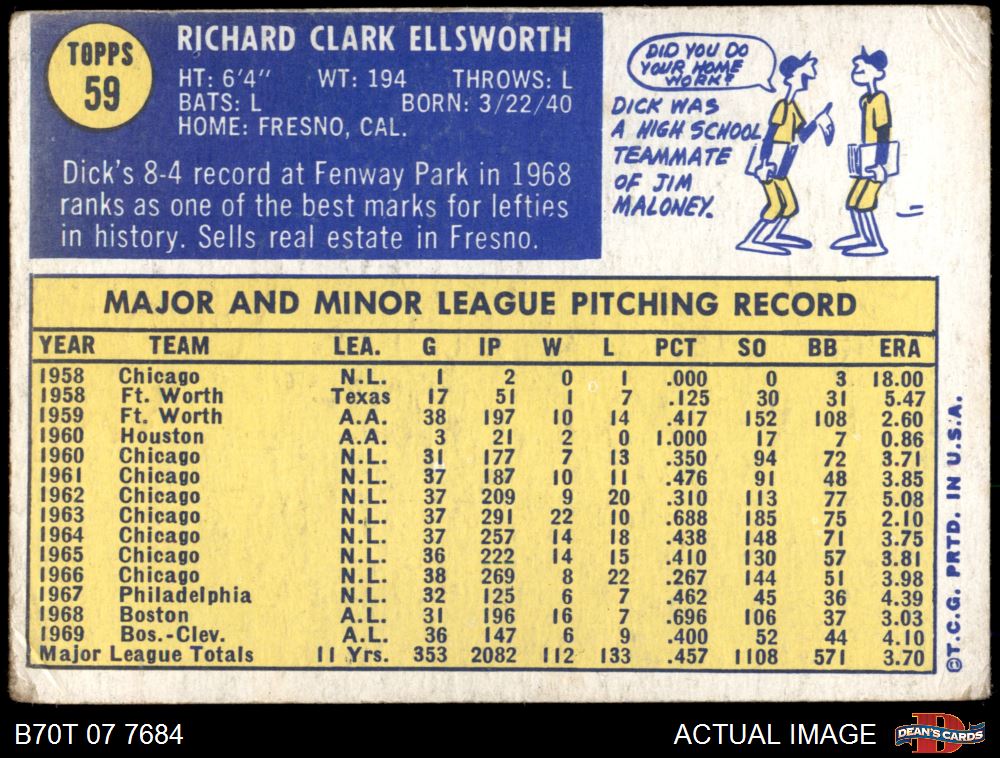 TOPPS
59
RICHARD CLARK ELLSWORTH
HT: 6'4" WT: 194 THROWS: L
BATS: L BORN: 3/22/40
HOME: FRESNO, CAL.
Dick's 8-4 record at Fenway Park in 1968
ranks as one of the best marks for lefties
in history. Sells real estate in Fresno.
DID YOU DO
YOUR HOME
WORK?
DICK WAS
A HIGH SCHOOL
TEAMMATE
OF JIM
MALONEY.
MAJOR AND MINOR LEAGUE PITCHING RECORD
YEAR TEAM LEA. G IP W L PCT SO BB ERA
1958 Chicago N.L. 1 2 0 1 .000 0 3 18.00
1958 Ft. Worth Texas 17 51 1 7 .125 30 31 5.47
1959 Ft. Worth A.A. 38 197 10 14 .417 152 108 2.60
1960 Houston A.A. 3 21 2 0 1.000 17 7 0.86
1960 Chicago N.L. 31 177 7 13 .350 94 72 3.71
1961 Chicago N.L. 37 187 10 11 .476 91 48 3.85
1962 Chicago N.L. 37 209 9 20 .310 113 77 5.08
1963 Chicago N.L. 37 291 22 10 .688 185 75 2.10
1964 Chicago N.L. 37 257 14 18 .438 148 71 3.75
1965 Chicago N.L. 36 222 14 15 .410 130 57 3.81
1966 Chicago N.L. 38 269 8 22 .267 144 51 3.98
1967 Philadelphia N.L. 32 125 6 7 .462 45 36 4.39
1968 Boston A.L. 31 196 16 7 .696 106 37 3.03
1969 Bos.-Clev. A.L. 36 147 6 9 .400 52 44 4.10
Major League Totals 11 Yrs. 353 2082 112 133 .457 1108 571 3.70
©T.C.G. PRTD. IN U.S.A.
B70T 07 7684
ACTUAL IMAGE
DEAN'S CARDS